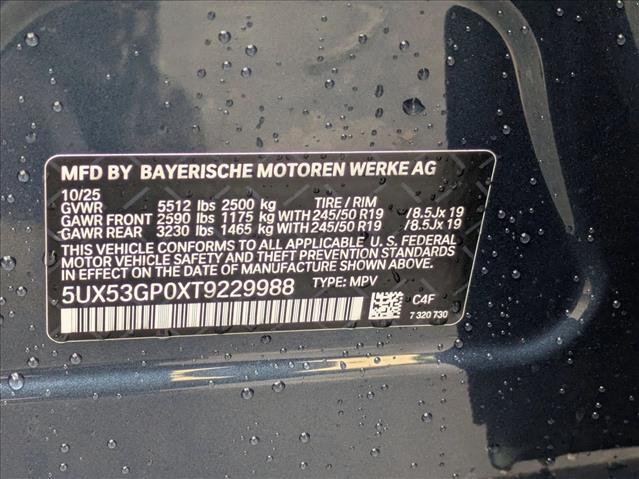 MFD BY BAYERISCHE MOTOREN WERKE AG
10/25
GVWR 5512 lbs 2500 kg TIRE / RIM
GAWR FRONT 2590 lbs 1175 kg WITH 245/50 R19 /8.5Jx 19
GAWR REAR 3230 lbs 1465 kg WITH 245/50 R19 /8.5Jx 19
THIS VEHICLE CONFORMS TO ALL APPLICABLE U. S. FEDERAL
MOTOR VEHICLE SAFETY AND THEFT PREVENTION STANDARDS
IN EFFECT ON THE DATE OF MANUFACTURE SHOWN ABOVE.
5UX53GP0XT9229988 TYPE: MPV
C4F
7 320 730